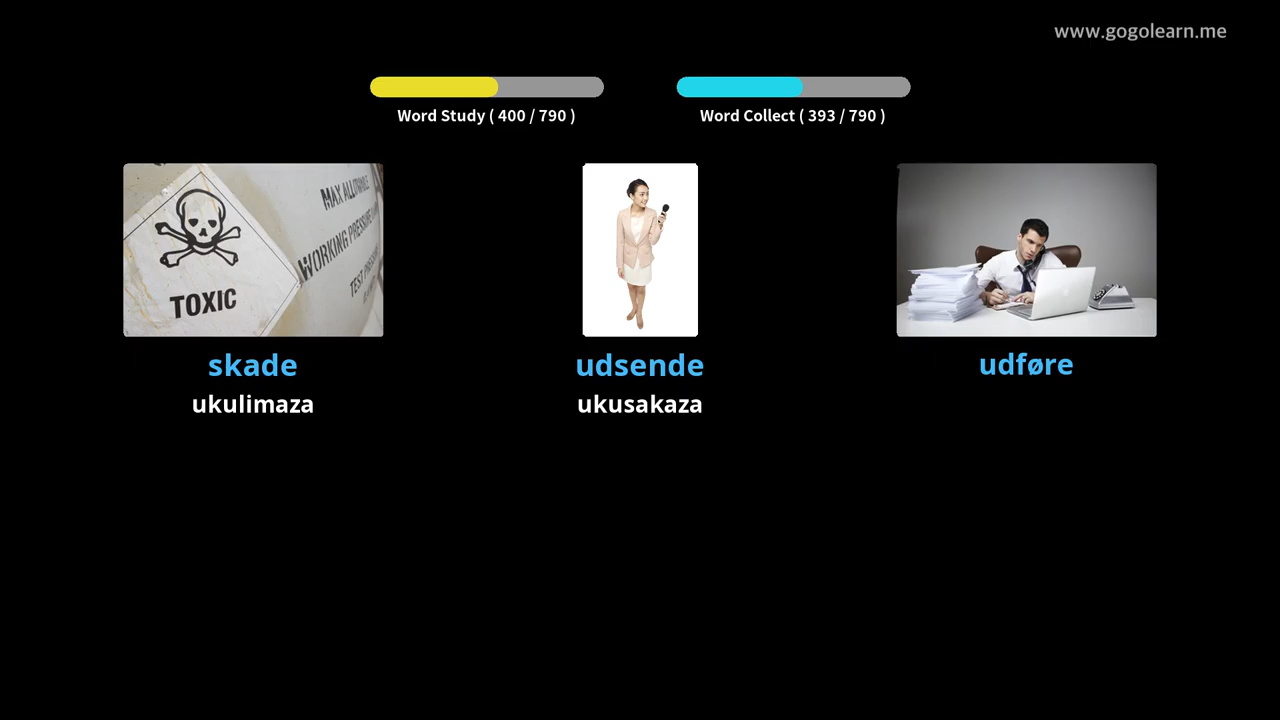 www.gogolearn.me
Word Study ( 400 / 790 )
Word Collect ( 393 / 790 )
TOXIC
MAX ALLOWABLE
WORKING PRESSURE
TEST
skade
udsende
udføre
ukulimaza
ukusakaza